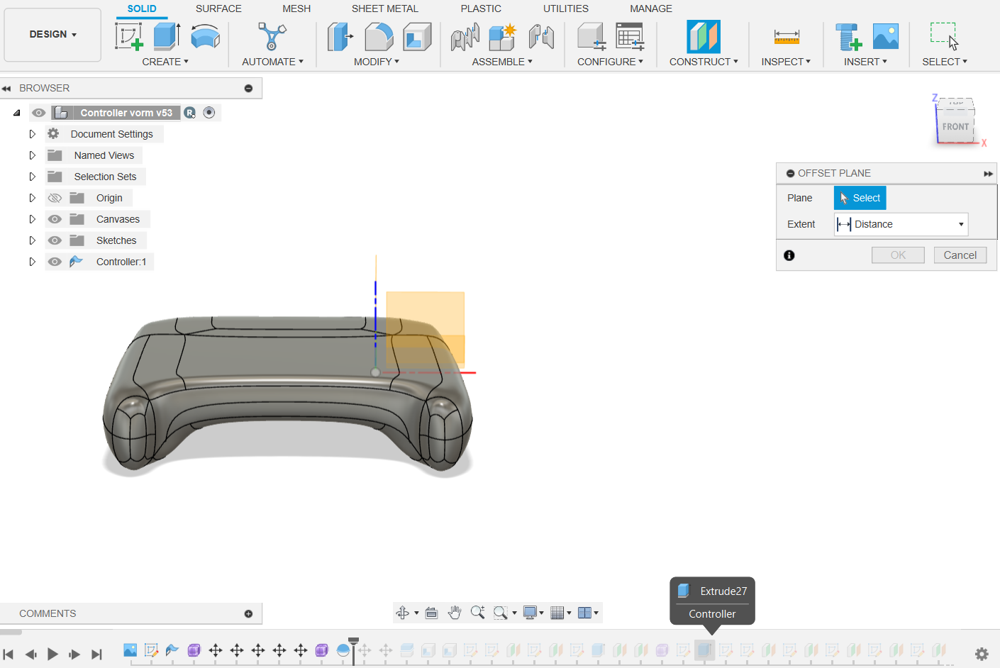 SOLID SURFACE MESH SHEET METAL PLASTIC UTILITIES MANAGE
DESIGN
CREATE AUTOMATE MODIFY ASSEMBLE CONFIGURE CONSTRUCT INSPECT INSERT SELECT
BROWSER
Controller vorm v53 R
Document Settings
Named Views
Selection Sets
Origin
Canvases
Sketches
Controller:1
Z
TOP
FRONT
X
OFFSET PLANE
Plane Select
Extent Distance
OK Cancel
Extrude27
Controller
COMMENTS